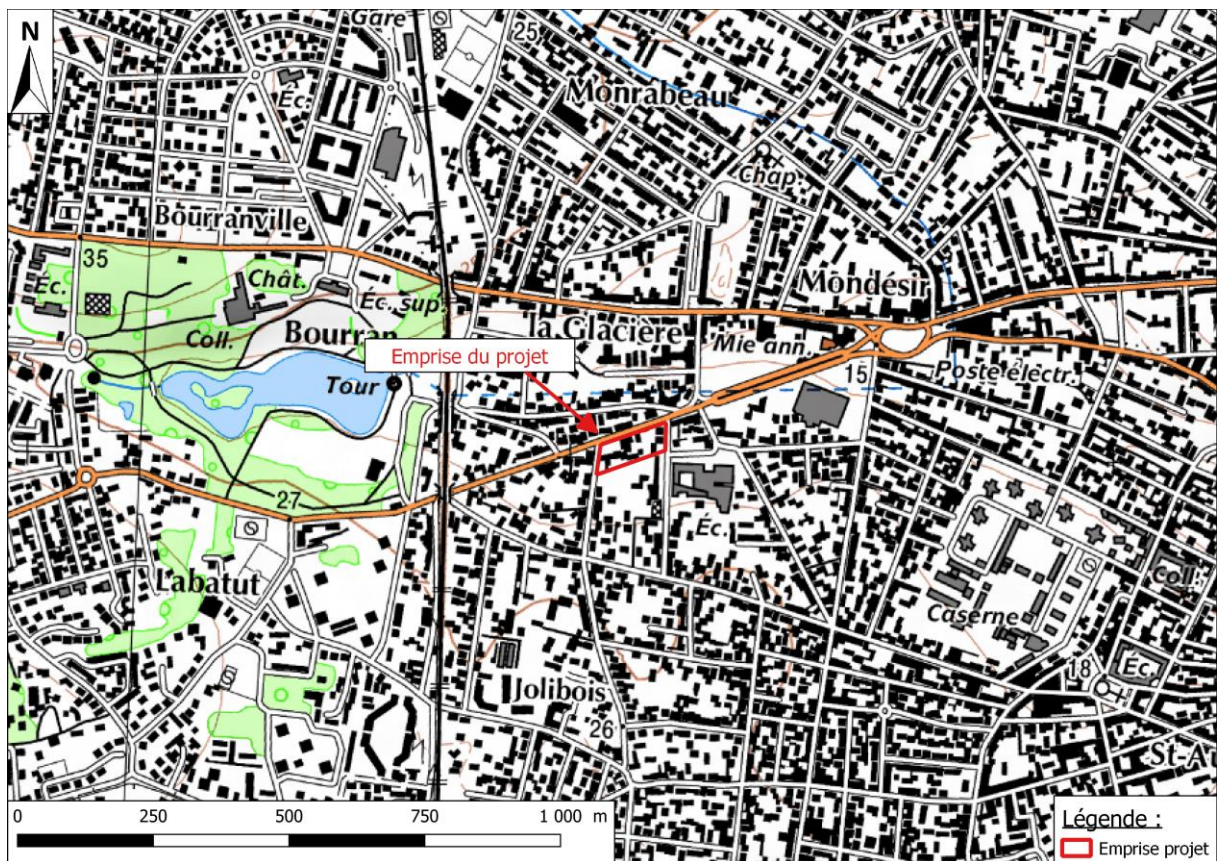 N
Gare
25
Éc.
Monrabeau
Chap.
Bourranville
35
Éc.
Chât.
Éc. sup.
Mondésir
Coll.
Bourran
la Glacière
Mie ann.
Emprise du projet
Tour
15
Poste électr.
27
Éc.
Labatut
Caserne
Coll.
Jolibois
18
Éc.
26
St-A
0 250 500 750 1 000 m
Légende :
Emprise projet